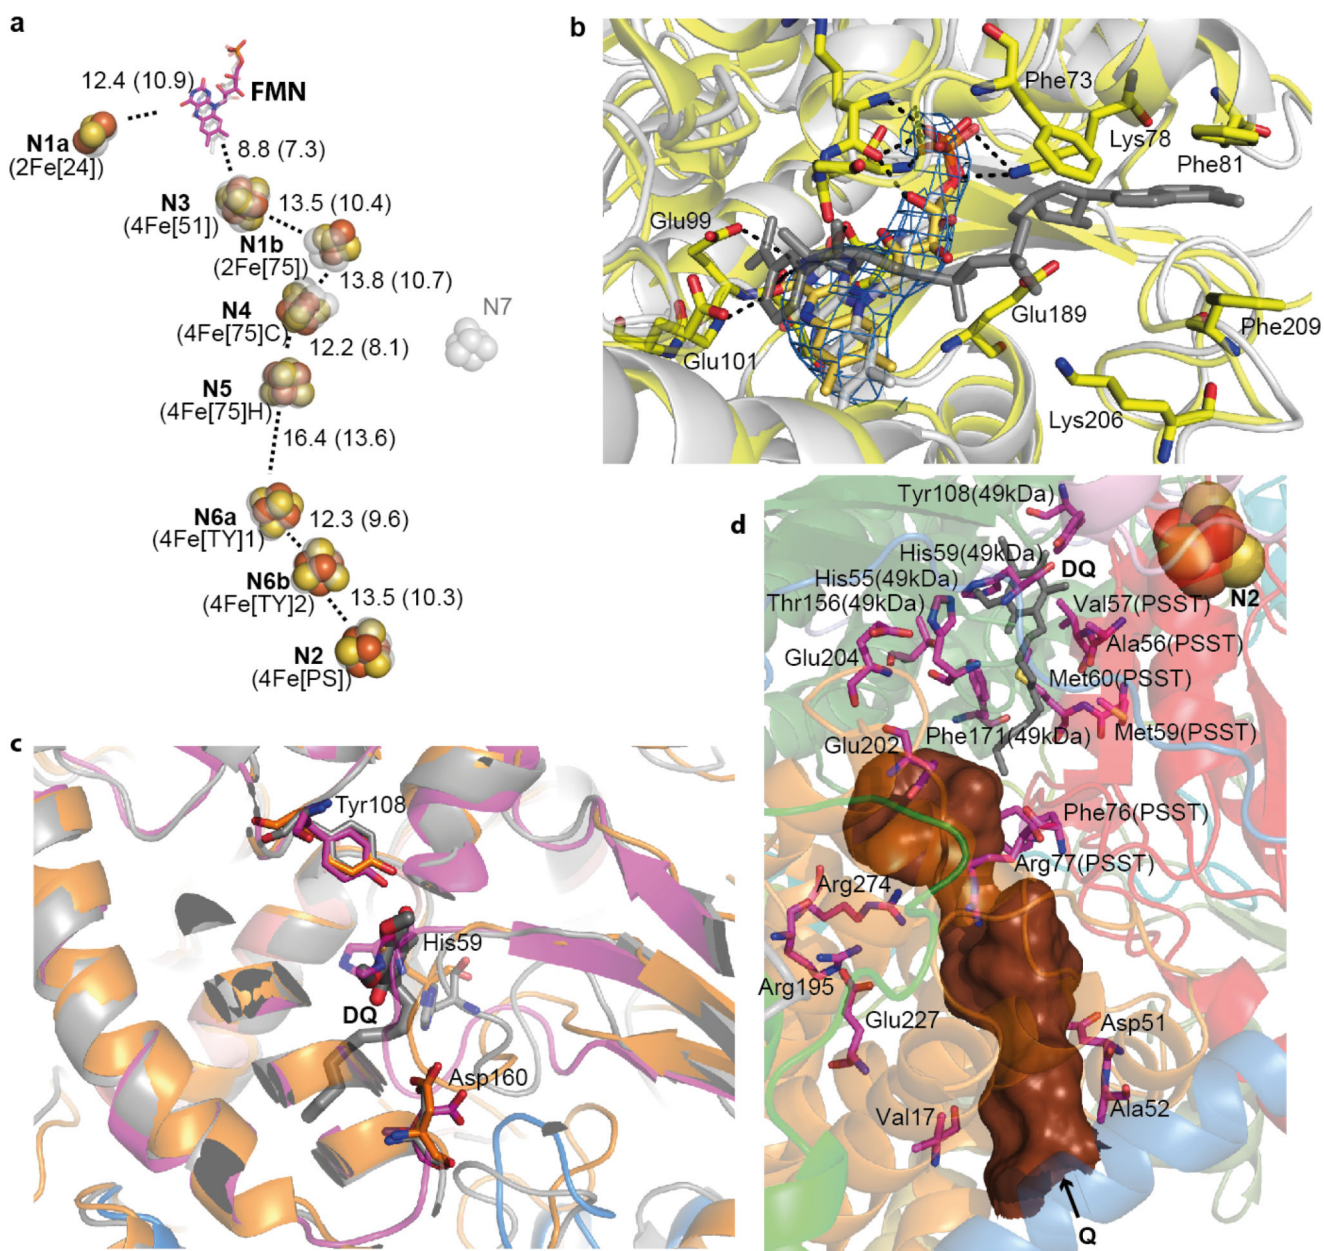 a
12.4 (10.9)
FMN
N1a
(2Fe[24])
8.8 (7.3)
N3
(4Fe[51])
13.5 (10.4)
N1b
(2Fe[75])
13.8 (10.7)
N4
(4Fe[75]C)
N7
12.2 (8.1)
N5
(4Fe[75]H)
16.4 (13.6)
N6a
(4Fe[TY]1)
12.3 (9.6)
N6b
(4Fe[TY]2)
13.5 (10.3)
N2
(4Fe[PS])
b
Phe73
Lys78
Phe81
Glu99
Glu189
Phe209
Glu101
Lys206
c
Tyr108
His59
DQ
Asp160
d
Tyr108(49kDa)
His59(49kDa)
DQ
His55(49kDa)
N2
Thr156(49kDa)
Val57(PSST)
Ala56(PSST)
Glu204
Met60(PSST)
Phe171(49kDa)
Met59(PSST)
Glu202
Phe76(PSST)
Arg77(PSST)
Arg274
Arg195
Glu227
Asp51
Val17
Ala52
Q